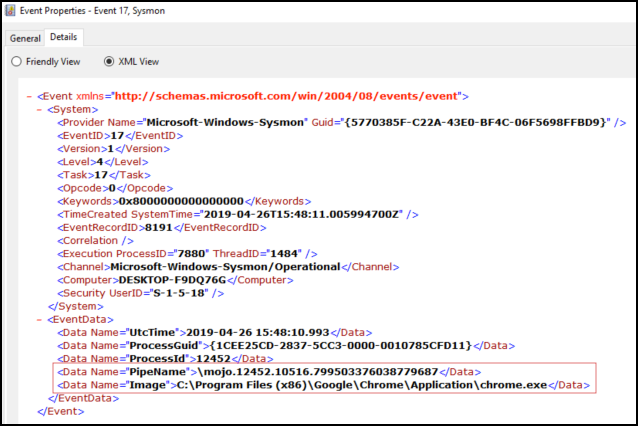 Event Properties - Event 17, Sysmon
General Details
Friendly View XML View
- <Event xmlns="http://schemas.microsoft.com/win/2004/08/events/event">
- <System>
<Provider Name="Microsoft-Windows-Sysmon" Guid="{5770385F-C22A-43E0-BF4C-06F5698FFBD9}" />
<EventID>17</EventID>
<Version>1</Version>
<Level>4</Level>
<Task>17</Task>
<Opcode>0</Opcode>
<Keywords>0x8000000000000000</Keywords>
<TimeCreated SystemTime="2019-04-26T15:48:11.005994700Z" />
<EventRecordID>8191</EventRecordID>
<Correlation />
<Execution ProcessID="7880" ThreadID="1484" />
<Channel>Microsoft-Windows-Sysmon/Operational</Channel>
<Computer>DESKTOP-F9DQ76G</Computer>
<Security UserID="S-1-5-18" />
</System>
- <EventData>
<Data Name="UtcTime">2019-04-26 15:48:10.993</Data>
<Data Name="ProcessGuid">{1CEE25CD-2837-5CC3-0000-0010785CFD11}</Data>
<Data Name="ProcessId">12452</Data>
<Data Name="PipeName">\mojo.12452.10516.799503376038779687</Data>
<Data Name="Image">C:\Program Files (x86)\Google\Chrome\Application\chrome.exe</Data>
</EventData>
</Event>